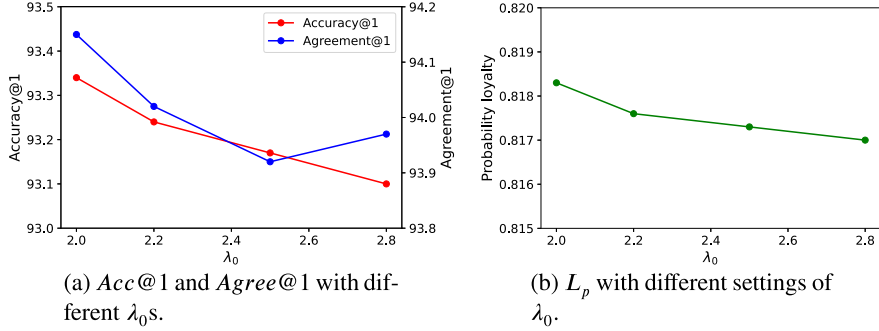 93.5
93.4
93.3
93.2
93.1
93.0
Accuracy@1
94.2
94.1
94.0
93.9
93.8
Agreement@1
Accuracy@1
Agreement@1
2.0 2.2 2.4 2.6 2.8
λ₀
(a) Acc@1 and Agree@1 with dif-
ferent λ₀s.
0.820
0.819
0.818
0.817
0.816
0.815
Probability loyalty
2.0 2.2 2.4 2.6 2.8
λ₀
(b) Lₚ with different settings of
λ₀.